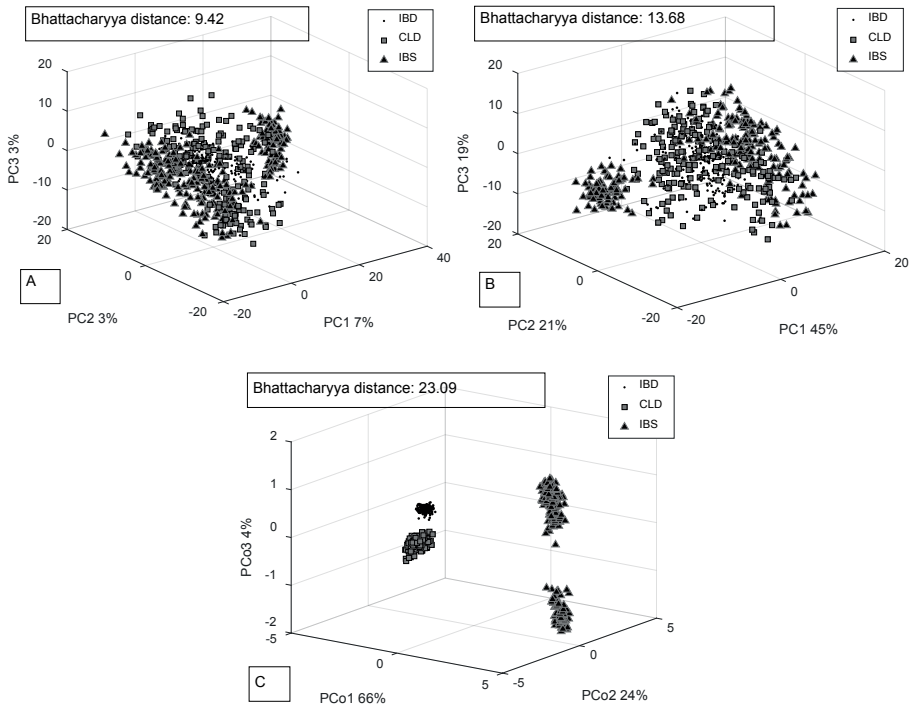 Bhattacharyya distance: 9.42
IBD
CLD
IBS
20
10
0
-10
-20
PC3 3%
20
0
-20
PC2 3%
-20
0
20
40
PC1 7%
A
Bhattacharyya distance: 13.68
IBD
CLD
IBS
20
10
0
-10
-20
PC3 19%
20
0
-20
PC2 21%
-20
0
20
PC1 45%
B
Bhattacharyya distance: 23.09
IBD
CLD
IBS
2
1
0
-1
-2
PCo3 4%
-5
0
5
PCo1 66%
-5
0
5
PCo2 24%
C